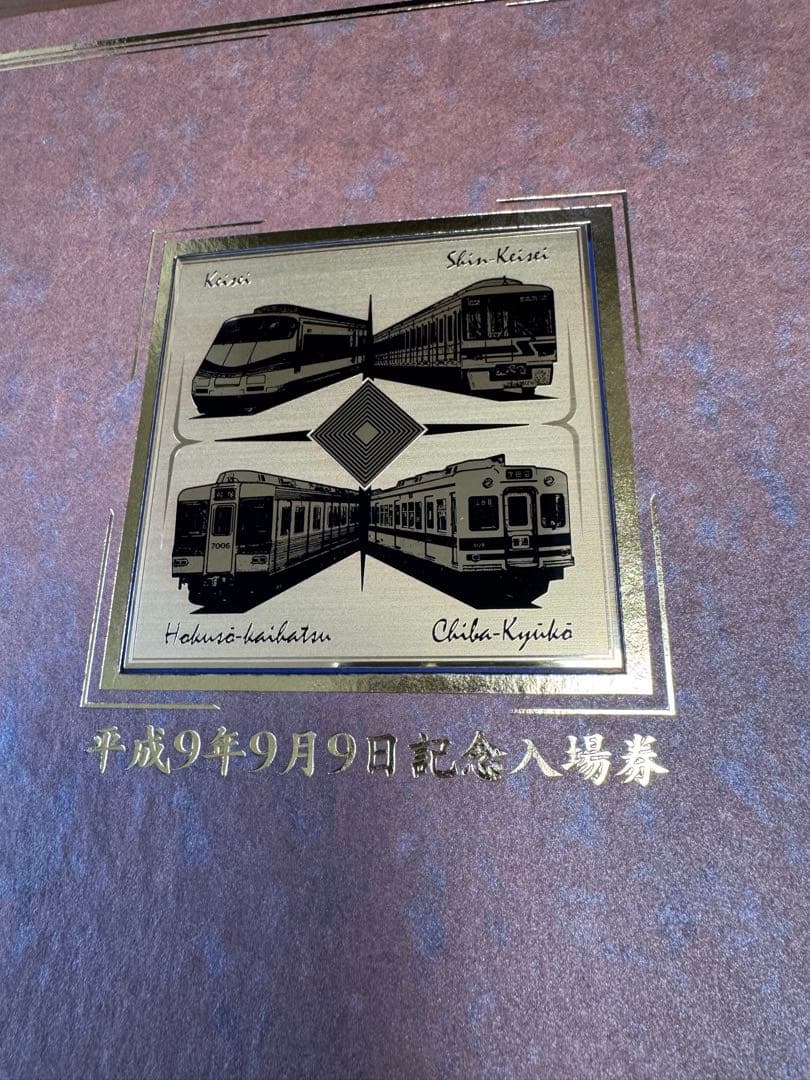 Keisei
Shin-Keisei
7006
Hokusō-kaihatsu
Chiba-Kyūkō
平成9年9月9日記念入場券